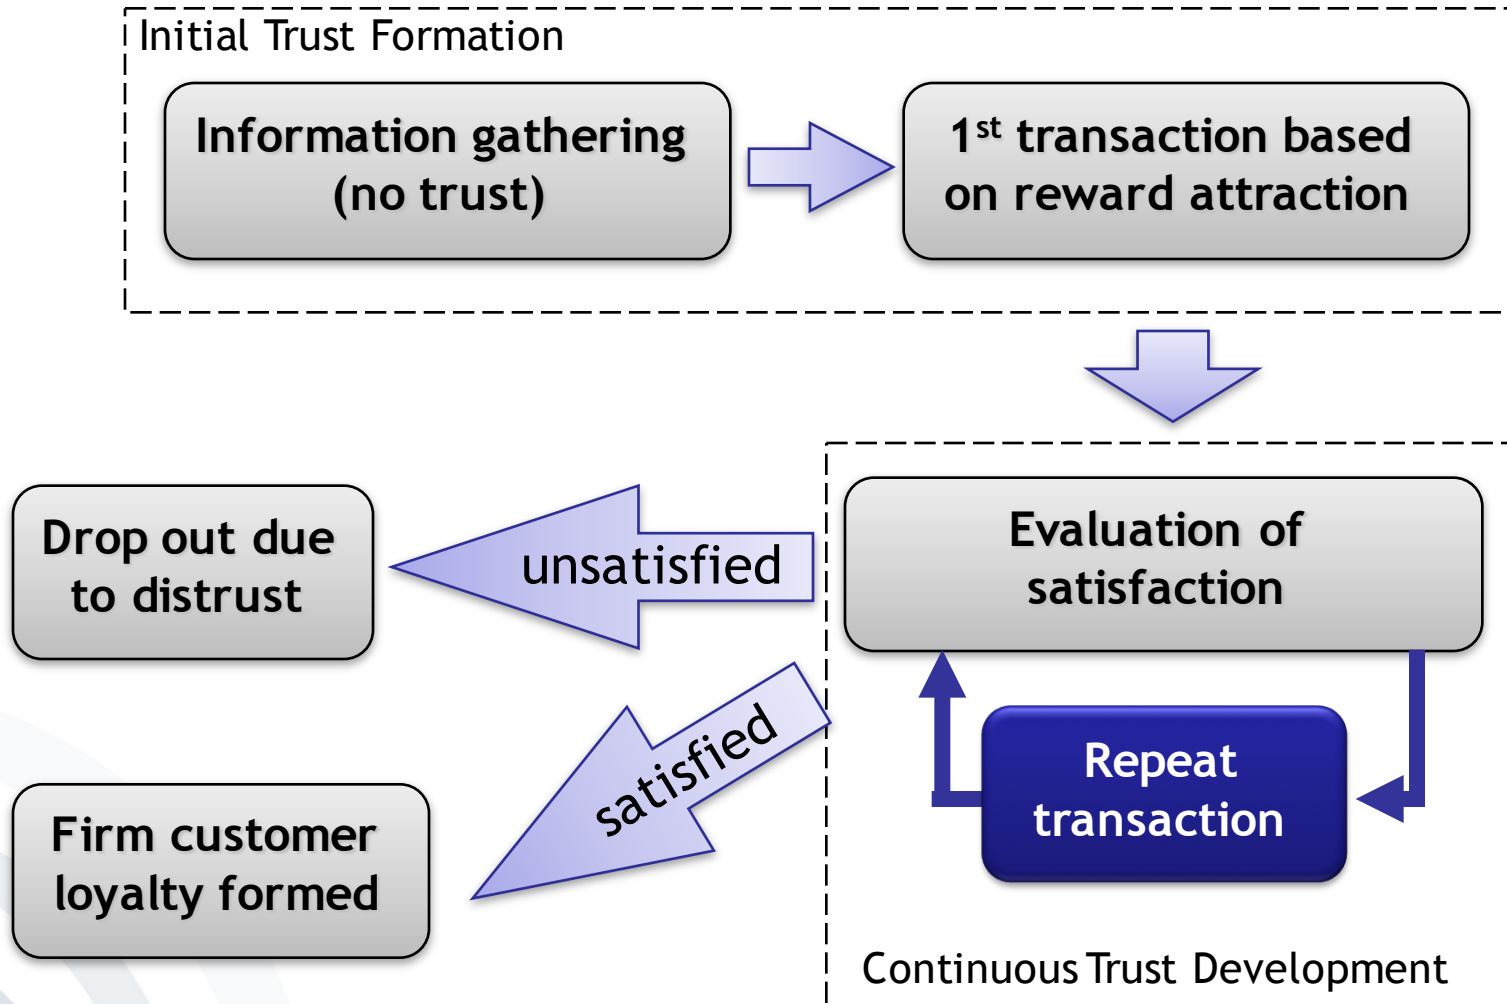 Initial Trust Formation
Information gathering
(no trust)
1st transaction based
on reward attraction
Evaluation of
satisfaction
unsatisfied
Drop out due
to distrust
satisfied
Repeat
transaction
Firm customer
loyalty formed
Continuous Trust Development